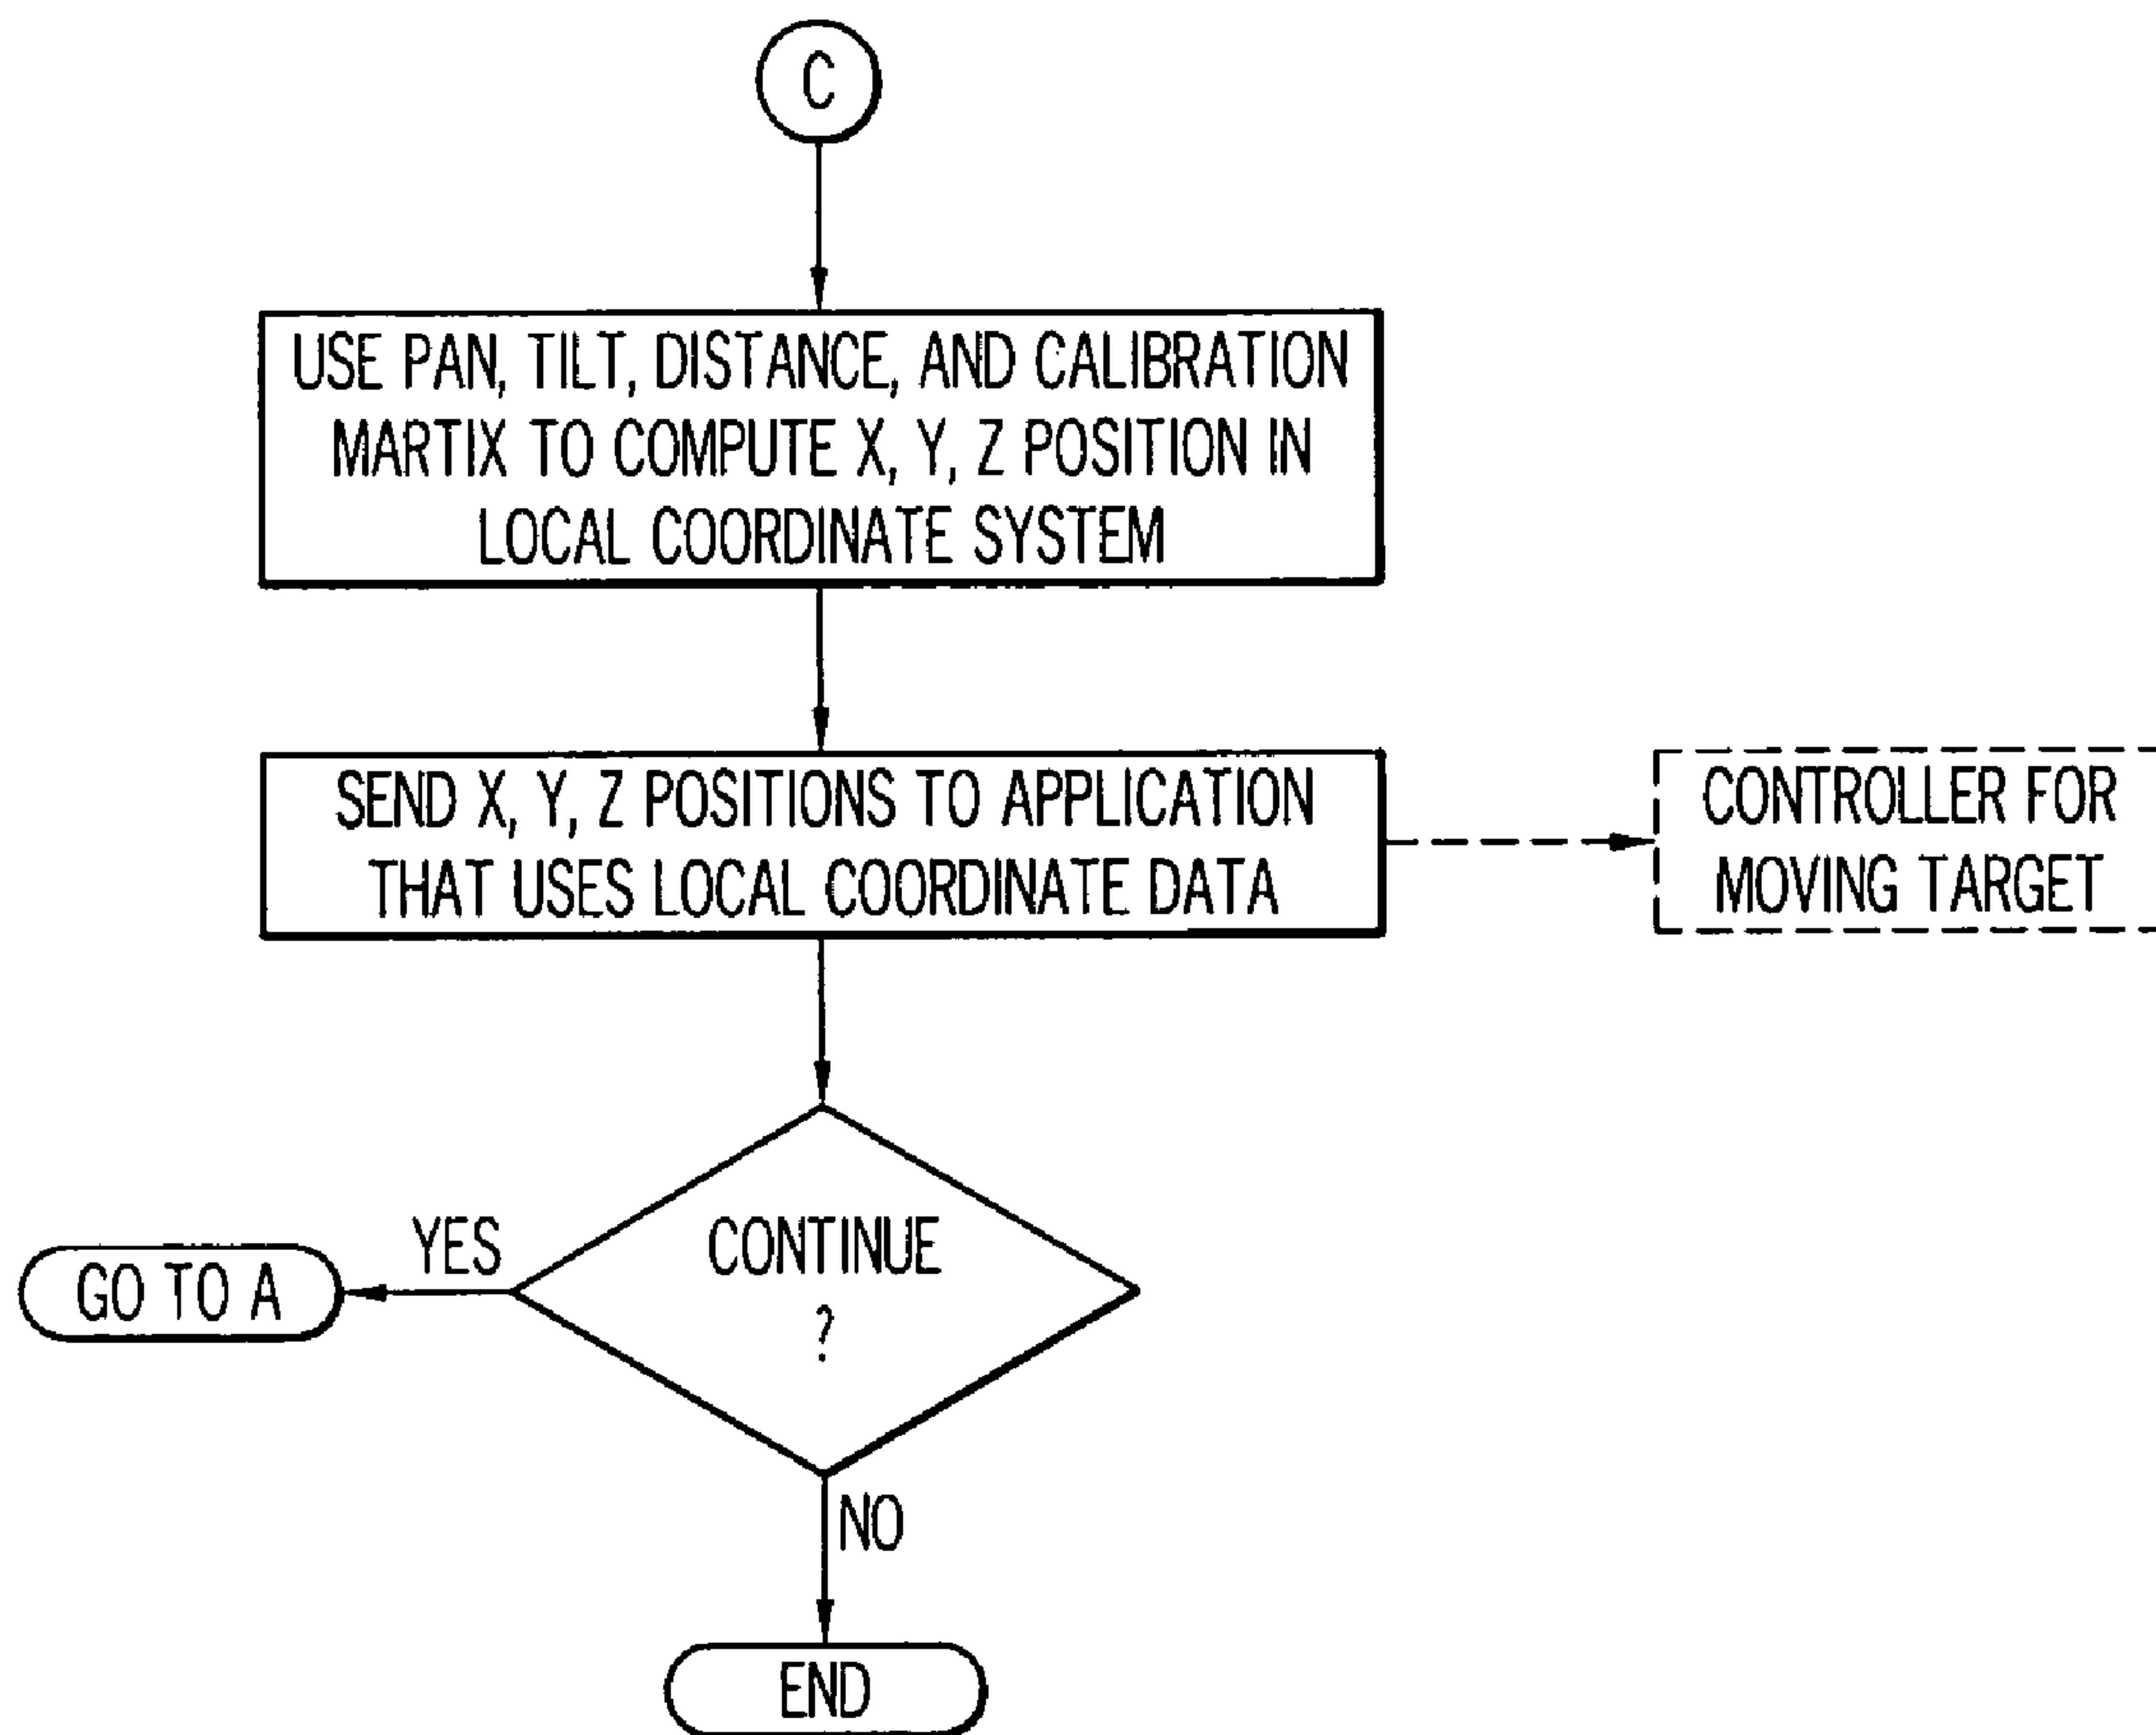 C
USE PAN, TILT, DISTANCE, AND CALIBRATION
MARTIX TO COMPUTE X, Y, Z POSITION IN
LOCAL COORDINATE SYSTEM
SEND X, Y, Z POSITIONS TO APPLICATION
THAT USES LOCAL COORDINATE DATA
CONTROLLER FOR
MOVING TARGET
CONTINUE
?
YES
GO TO A
NO
END